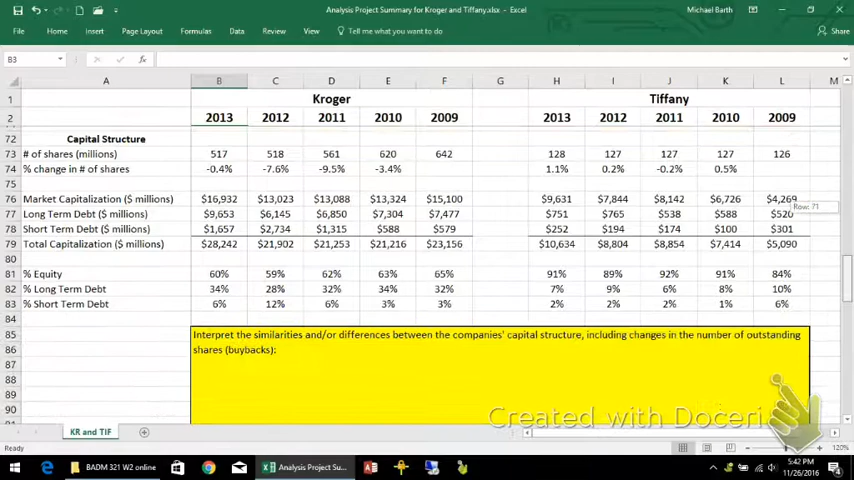 Analysis Project Summary for Kroger and Tiffany.xlsx - Excel
Michael Barth
File Home Insert Page Layout Formulas Data Review View Tell me what you want to do Share
B3
A B C D E F G H I J K L M
1 Kroger Tiffany
2 2013 2012 2011 2010 2009 2013 2012 2011 2010 2009
72 Capital Structure
73 # of shares (millions) 517 518 561 620 642 128 127 127 127 126
74 % change in # of shares -0.4% -7.6% -9.5% -3.4% 1.1% 0.2% -0.2% 0.5%
75
76 Market Capitalization ($ millions) $16,932 $13,023 $13,088 $13,324 $15,100 $9,631 $7,844 $8,142 $6,726 $4,269
Row: 71
77 Long Term Debt ($ millions) $9,653 $6,145 $6,850 $7,304 $7,477 $751 $765 $538 $588 $520
78 Short Term Debt ($ millions) $1,657 $2,734 $1,315 $588 $579 $252 $194 $174 $100 $301
79 Total Capitalization ($ millions) $28,242 $21,902 $21,253 $21,216 $23,156 $10,634 $8,804 $8,854 $7,414 $5,090
80
81 % Equity 60% 59% 62% 63% 65% 91% 89% 92% 91% 84%
82 % Long Term Debt 34% 28% 32% 34% 32% 7% 9% 6% 8% 10%
83 % Short Term Debt 6% 12% 6% 3% 3% 2% 2% 2% 1% 6%
84
85 Interpret the similarities and/or differences between the companies' capital structure, including changes in the number of outstanding
86 shares (buybacks):
87
88
89
90
Created with Doceri
KR and TIF
Ready
120%
BADM 321 W2 online
Analysis Project Su...
5:42 PM
11/26/2016
4